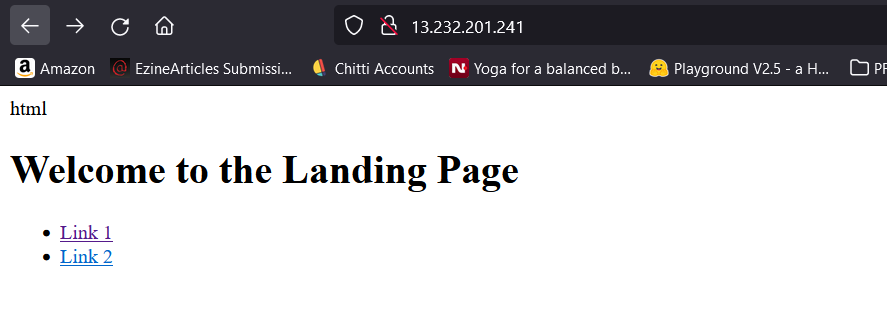 13.232.201.241
Amazon EzineArticles Submissi... Chitti Accounts Yoga for a balanced b... Playground V2.5 - a H... PF
html
Welcome to the Landing Page
Link 1
Link 2